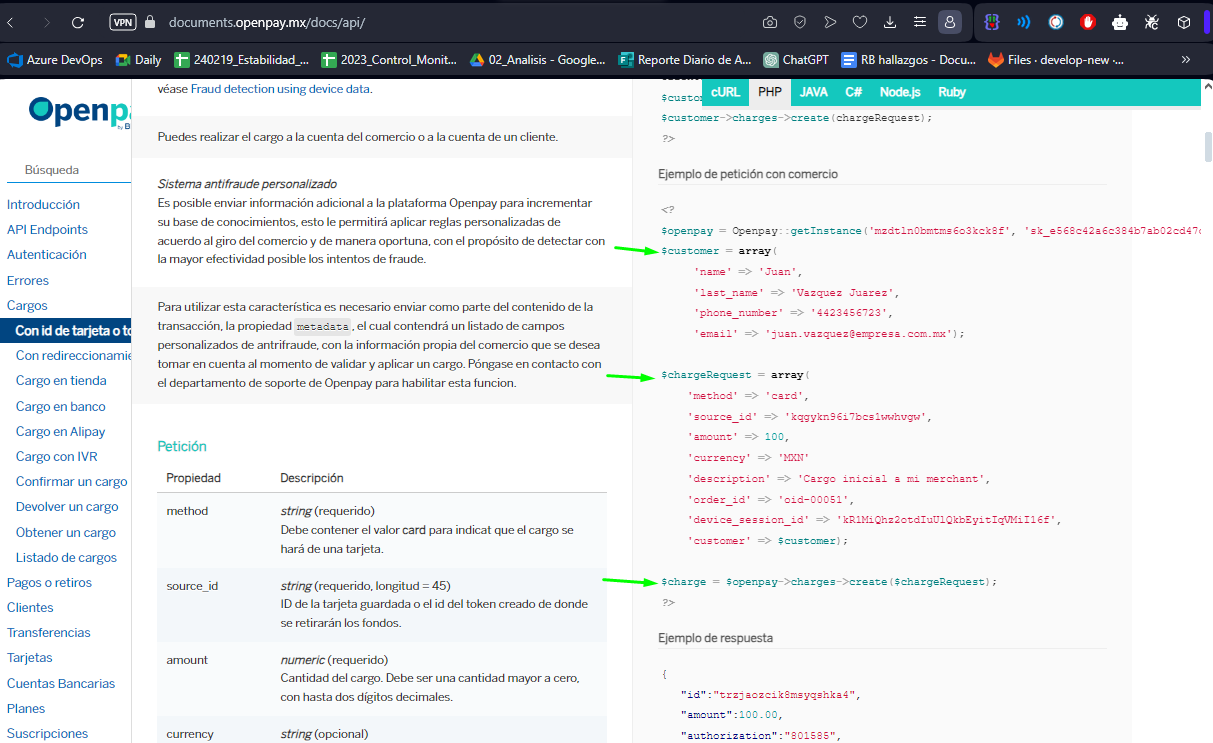 VPN
documents.openpay.mx/docs/api/
Azure DevOps
Daily
240219_Estabilidad_...
2023_Control_Monit...
02_Analisis - Google...
Reporte Diario de A...
ChatGPT
RB hallazgos - Docu...
Files · develop-new ·...
»
Openpa
by B
Búsqueda
Introducción
API Endpoints
Autenticación
Errores
Cargos
Con id de tarjeta o to
Con redireccionamie
Cargo en tienda
Cargo en banco
Cargo en Alipay
Cargo con IVR
Confirmar un cargo
Devolver un cargo
Obtener un cargo
Listado de cargos
Pagos o retiros
Clientes
Transferencias
Tarjetas
Cuentas Bancarias
Planes
Suscripciones
véase Fraud detection using device data.
Puedes realizar el cargo a la cuenta del comercio o a la cuenta de un cliente.
Sistema antifraude personalizado
Es posible enviar información adicional a la plataforma Openpay para incrementar
su base de conocimientos, esto le permitirá aplicar reglas personalizadas de
acuerdo al giro del comercio y de manera oportuna, con el propósito de detectar con
la mayor efectividad posible los intentos de fraude.
Para utilizar esta característica es necesario enviar como parte del contenido de la
transacción, la propiedad metadata, el cual contendrá un listado de campos
personalizados de antrifraude, con la información propia del comercio que se desea
tomar en cuenta al momento de validar y aplicar un cargo. Póngase en contacto con
el departamento de soporte de Openpay para habilitar esta funcion.
Petición
Propiedad Descripción
method string (requerido)
Debe contener el valor card para indicat que el cargo se
hará de una tarjeta.
source_id string (requerido, longitud = 45)
ID de la tarjeta guardada o el id del token creado de donde
se retirarán los fondos.
amount numeric (requerido)
Cantidad del cargo. Debe ser una cantidad mayor a cero,
con hasta dos dígitos decimales.
currency string (opcional)
cURL PHP JAVA C# Node.js Ruby
$custor
$customer->charges->create(chargeRequest);
?>
Ejemplo de petición con comercio
<?
$openpay = Openpay::getInstance('mzdtln0bmtms6o3kck8f', 'sk_e568c42a6c384b7ab02cd47d
$customer = array(
'name' => 'Juan',
'last_name' => 'Vazquez Juarez',
'phone_number' => '4423456723',
'email' => 'juan.vazquez@empresa.com.mx');
$chargeRequest = array(
'method' => 'card',
'source_id' => 'kqgykn96i7bcs1wwhvgw',
'amount' => 100,
'currency' => 'MXN'
'description' => 'Cargo inicial a mi merchant',
'order_id' => 'oid-00051',
'device_session_id' => 'kR1MiQhz2otdIuUlQkbEyitIqVMiI16f',
'customer' => $customer);
$charge = $openpay->charges->create($chargeRequest);
?>
Ejemplo de respuesta
{
"id":"trzjaozcik8msyqshka4",
"amount":100.00,
"authorization":"801585",